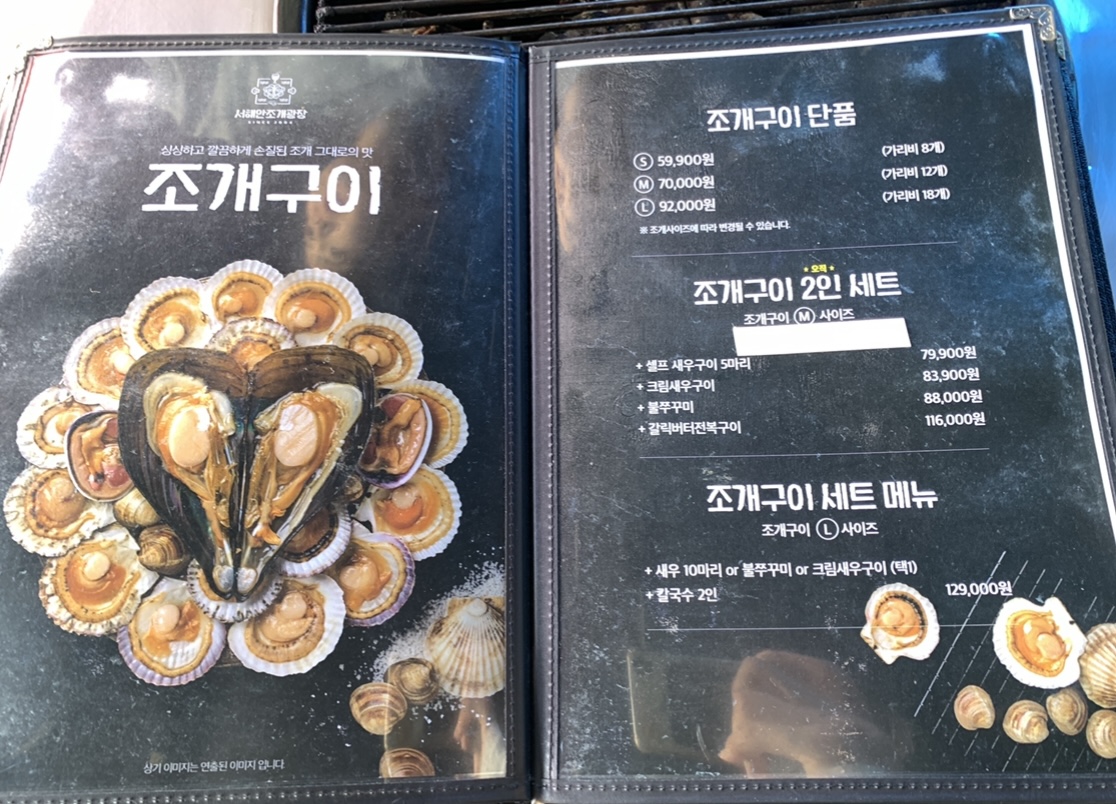 서해안조개광장
싱싱하고 깔끔하게 손질된 조개 그대로의 맛
조개구이
상기 이미지는 연출된 이미지 입니다.
조개구이 단품
S 59,900원 (가리비 8개)
M 70,000원 (가리비 12개)
L 92,000원 (가리비 18개)
※ 조개사이즈에 따라 변경될 수 있습니다.
★ 오직 ★
조개구이 2인 세트
조개구이 M 사이즈
+ 셀프 새우구이 5마리 79,900원
+ 크림새우구이 83,900원
+ 불쭈꾸미 88,000원
+ 갈릭버터전복구이 116,000원
조개구이 세트 메뉴
조개구이 L 사이즈
+ 새우 10마리 or 불쭈꾸미 or 크림새우구이 (택1)
+ 칼국수 2인 129,000원